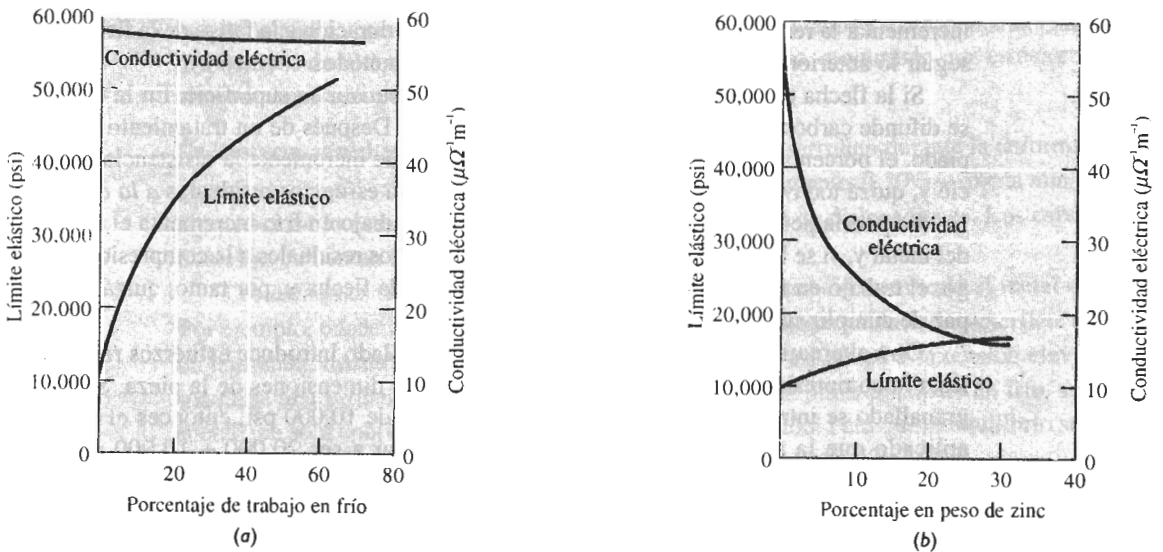 60.000
50,000
40,000
30,000
20,000
10,000
0
Límite elástico (psi)
Conductividad eléctrica
Límite elástico
60
50
40
30
20
10
0
Conductividad eléctrica (μΩ⁻¹m⁻¹)
20
40
60
80
Porcentaje de trabajo en frío
(a)
60,000
50,000
40,000
30,000
20,000
10,000
0
Límite elástico (psi)
Conductividad
eléctrica
Límite elástico
60
50
40
30
20
10
0
Conductividad eléctrica (μΩ⁻¹m⁻¹)
10
20
30
40
Porcentaje en peso de zinc
(b)